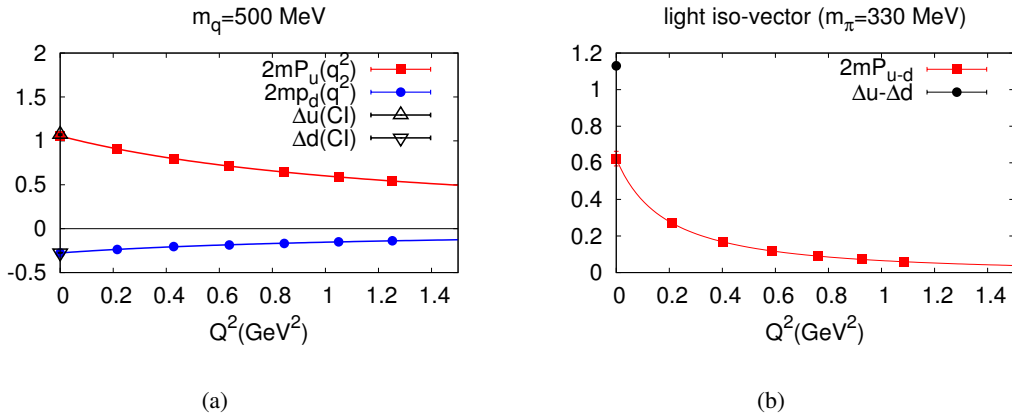 m_q=500 MeV
2mP_u(q^2)
2mp_d(q^2)
Δu(CI)
Δd(CI)
2
1.5
1
0.5
0
-0.5
0 0.2 0.4 0.6 0.8 1 1.2 1.4
Q^2(GeV^2)
(a)
light iso-vector (m_π=330 MeV)
2mP_{u-d}
Δu-Δd
1.2
1
0.8
0.6
0.4
0.2
0
0 0.2 0.4 0.6 0.8 1 1.2 1.4
Q^2(GeV^2)
(b)